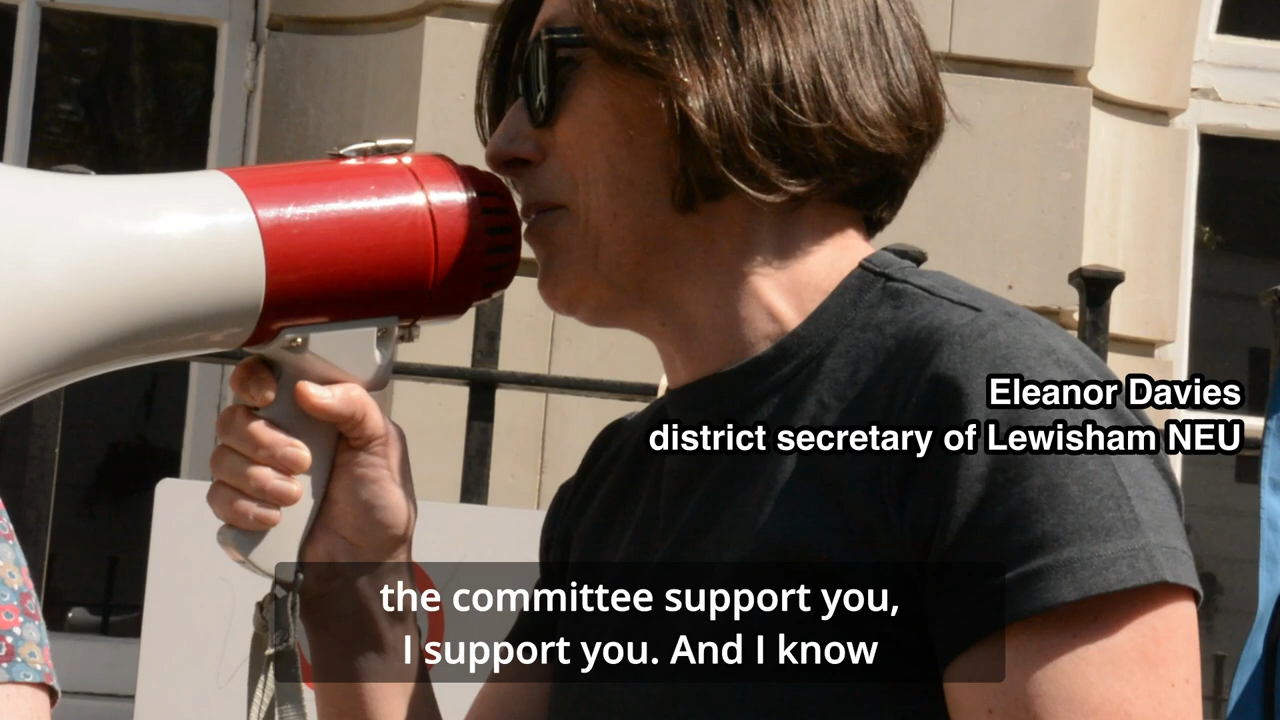 Eleanor Davies
district secretary of Lewisham NEU
the committee support you,
I support you. And I know